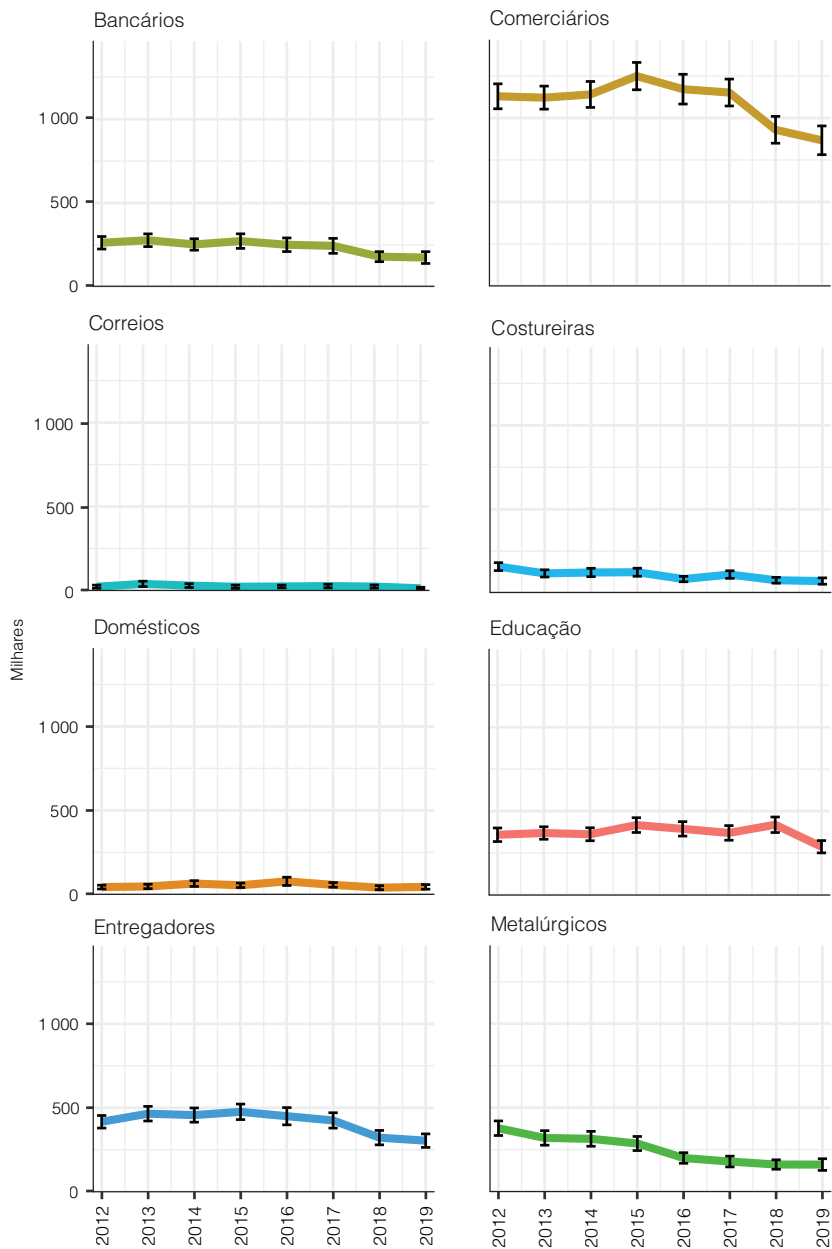 Bancários
Comerciários
1 000
500
0
Correios
Costureiras
1 000
500
0
Milhares
Domésticos
Educação
1 000
500
0
Entregadores
Metalúrgicos
1 000
500
0
2012 2013 2014 2015 2016 2017 2018 2019
2012 2013 2014 2015 2016 2017 2018 2019